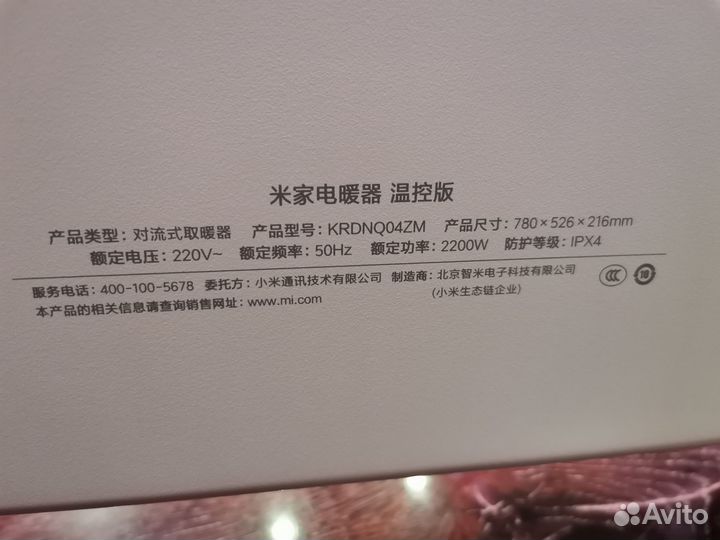 米家电暖器 温控版
产品类型: 对流式取暖器 产品型号: KRDNQ04ZM 产品尺寸: 780×526×216mm
额定电压: 220V~ 额定频率: 50Hz 额定功率: 2200W 防护等级: IPX4
服务电话: 400-100-5678 委托方: 小米通讯技术有限公司 制造商: 北京智米电子科技有限公司
本产品的相关信息请查询销售网址: www.mi.com (小米生态链企业)
CCC 10
Avito